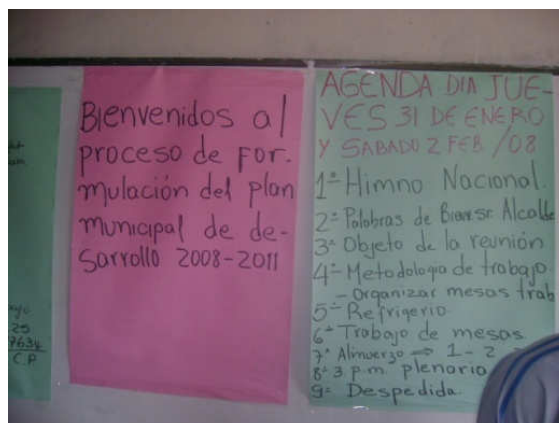 Bienvenidos al
proceso de For-
mulación del plan
municipal de de-
sarrollo 2008-2011
AGENDA DIA JUE-
VES 31 DE ENERO
Y SABADO 2 FEB /08
1= Himno Nacional.
2= Palabras de Bienv. sr Alcalde
3= Objeto de la reunión
4= Metodologia de trabajo
- Organizar mesas trab
5= Refrigerio
6= Trabajo de mesas
7= Almuerzo ⇒ 1 - 2
8= 3 p.m. plenaria
9= Despedida
25
7634
C.P